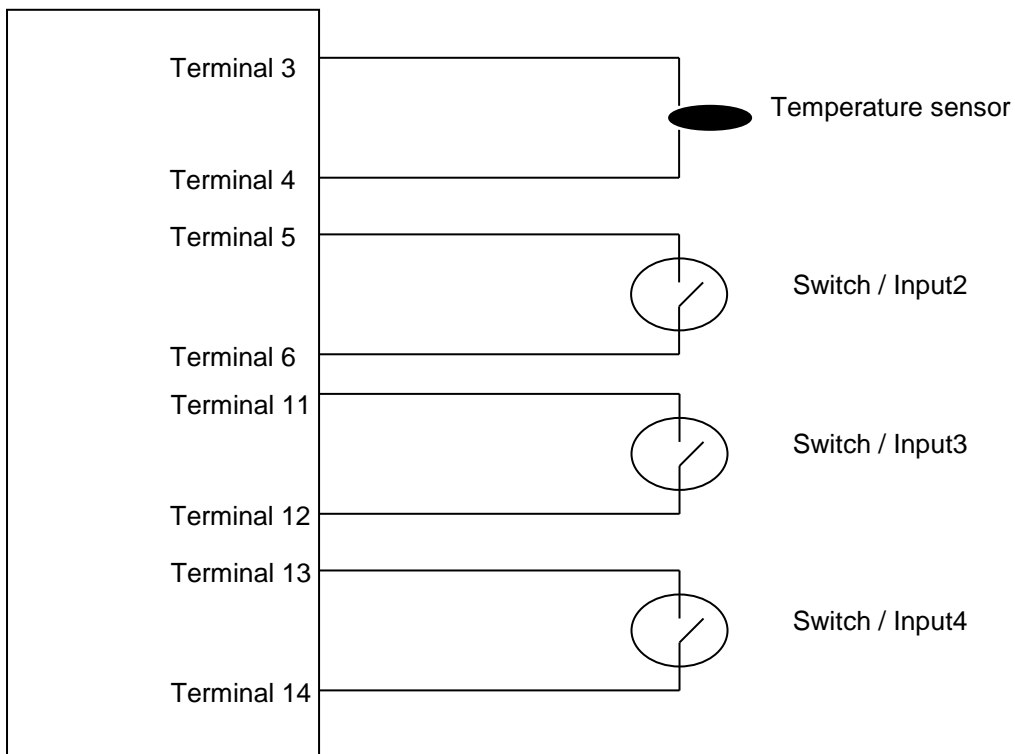 Terminal 3
Temperature sensor
Terminal 4
Terminal 5
Switch / Input2
Terminal 6
Terminal 11
Switch / Input3
Terminal 12
Terminal 13
Switch / Input4
Terminal 14